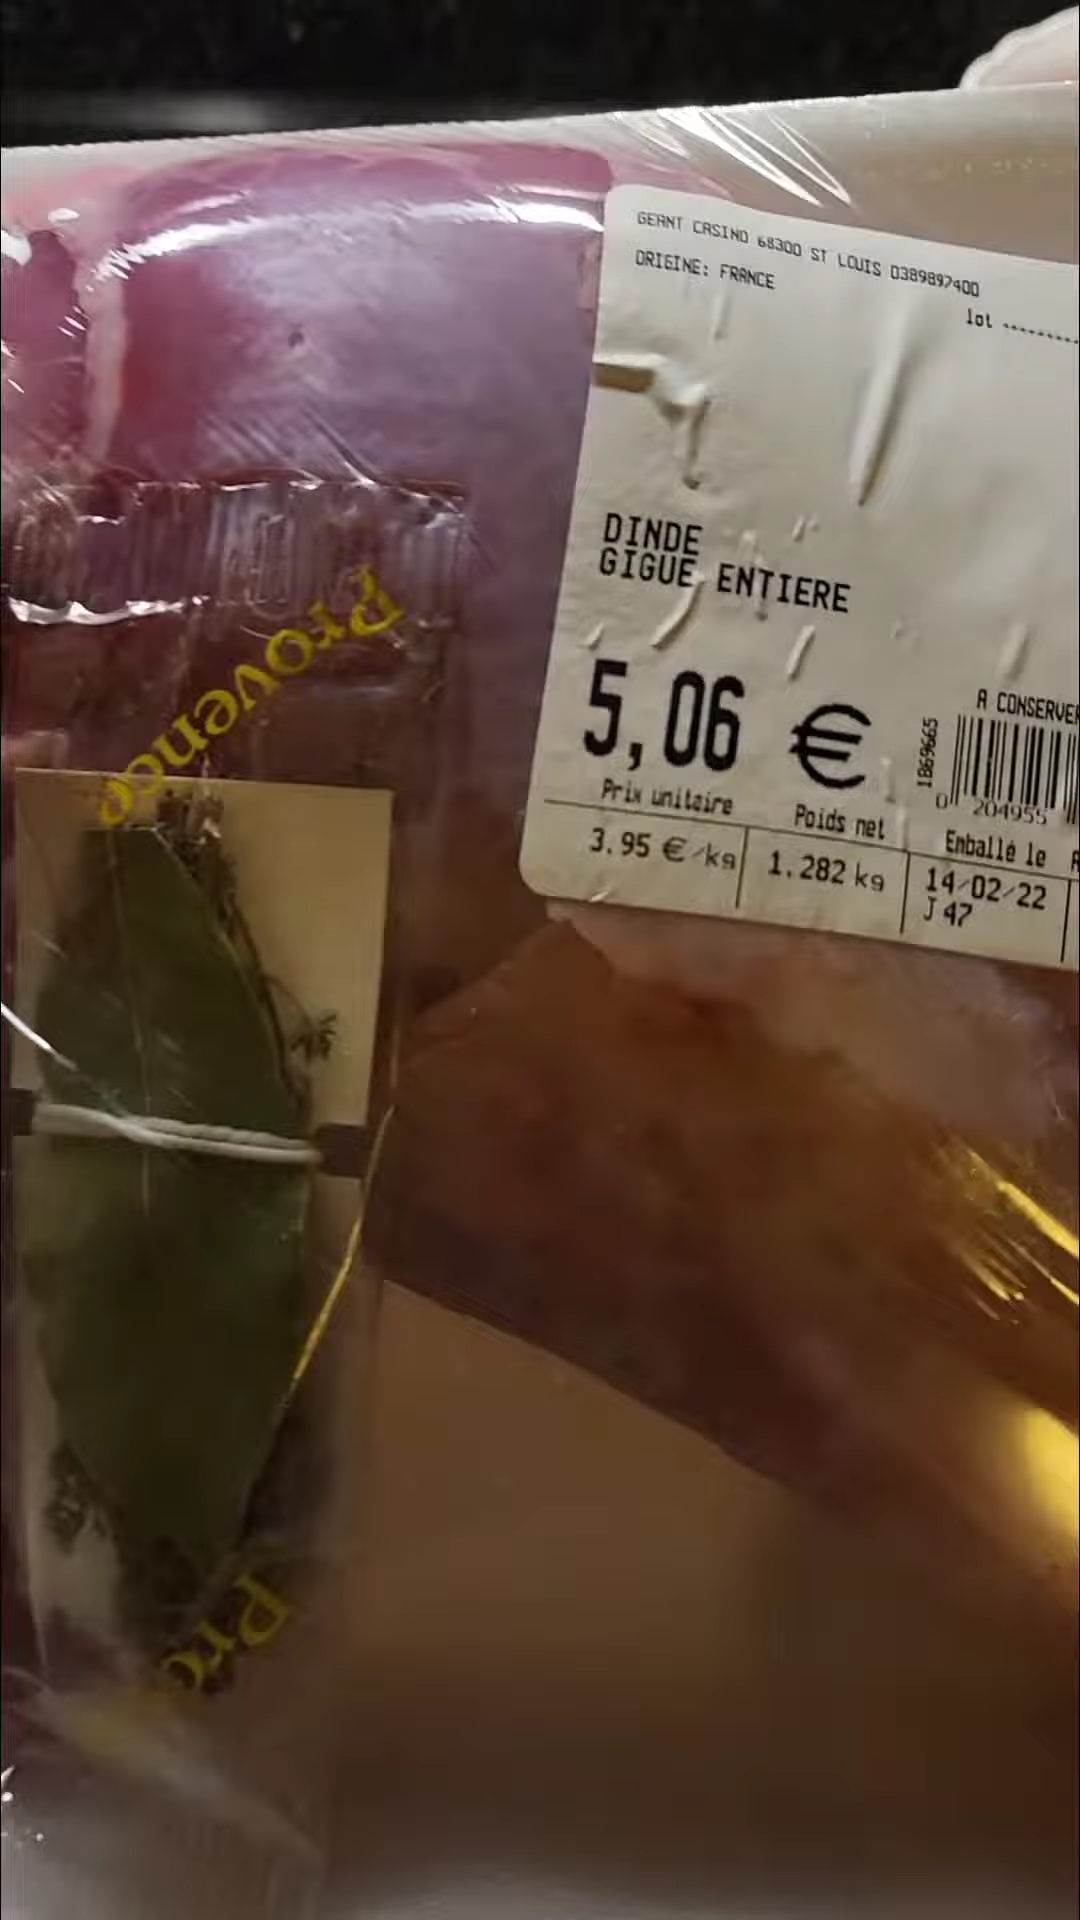 GEANT CASINO 68300 ST LOUIS 0389897400
ORIGINE: FRANCE
lot
DINDE
GIGUE ENTIERE
5,06 €
A CONSERVER
1869665
0 204955
Prix unitaire Poids net Emballé le
3.95 €/kg 1.282 kg 14/02/22
J 47
Provence
Pro